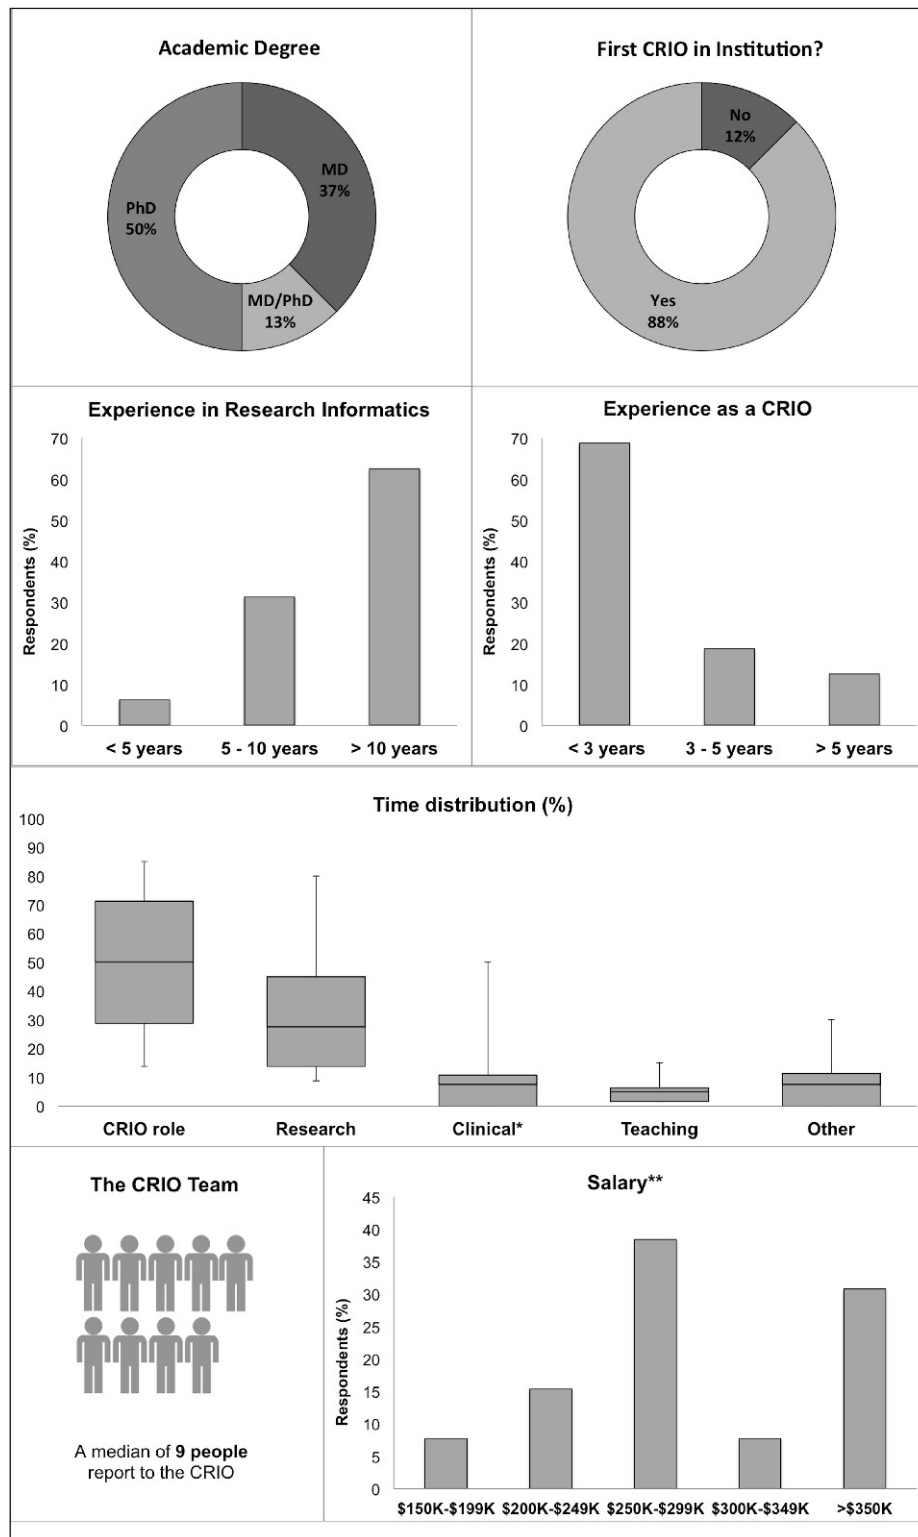 Academic Degree
MD
37%
PhD
50%
MD/PhD
13%
First CRIO in Institution?
No
12%
Yes
88%
Experience in Research Informatics
Respondents (%)
70
60
50
40
30
20
10
0
< 5 years
5 - 10 years
> 10 years
Experience as a CRIO
Respondents (%)
70
60
50
40
30
20
10
0
< 3 years
3 - 5 years
> 5 years
Time distribution (%)
100
90
80
70
60
50
40
30
20
10
0
CRIO role
Research
Clinical*
Teaching
Other
The CRIO Team
A median of 9 people
report to the CRIO
Salary**
Respondents (%)
45
40
35
30
25
20
15
10
5
0
$150K-$199K
$200K-$249K
$250K-$299K
$300K-$349K
>$350K